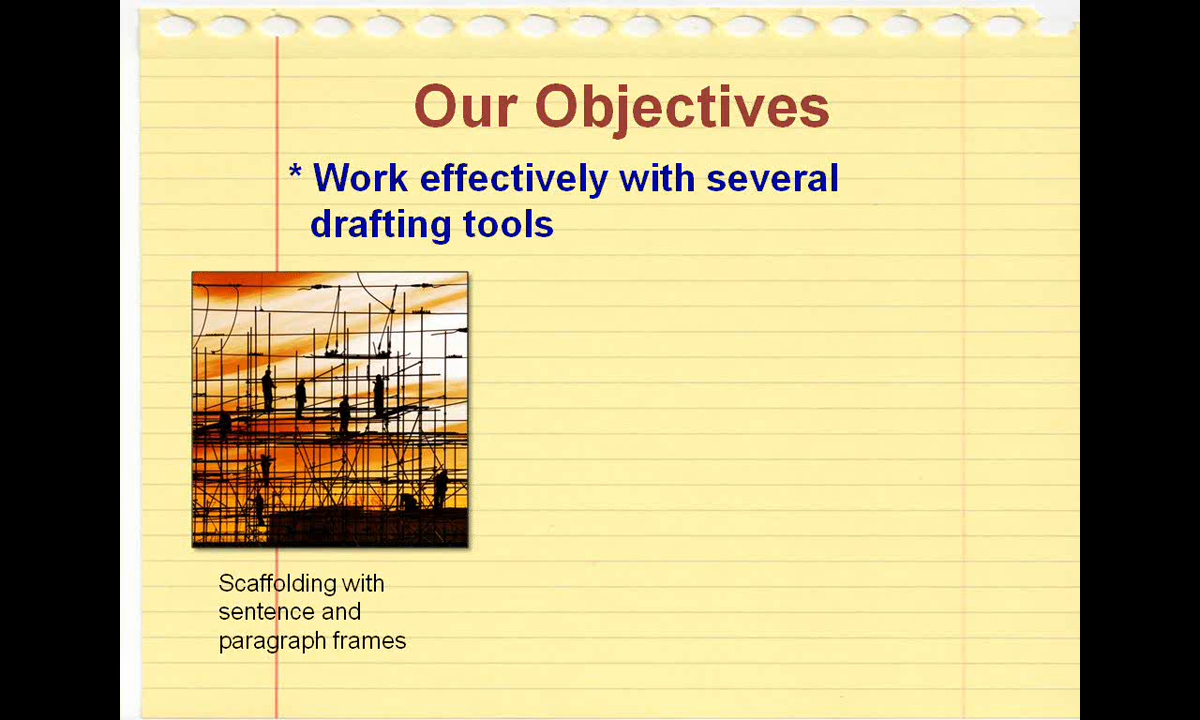 Our Objectives
* Work effectively with several
drafting tools
Scaffolding with
sentence and
paragraph frames